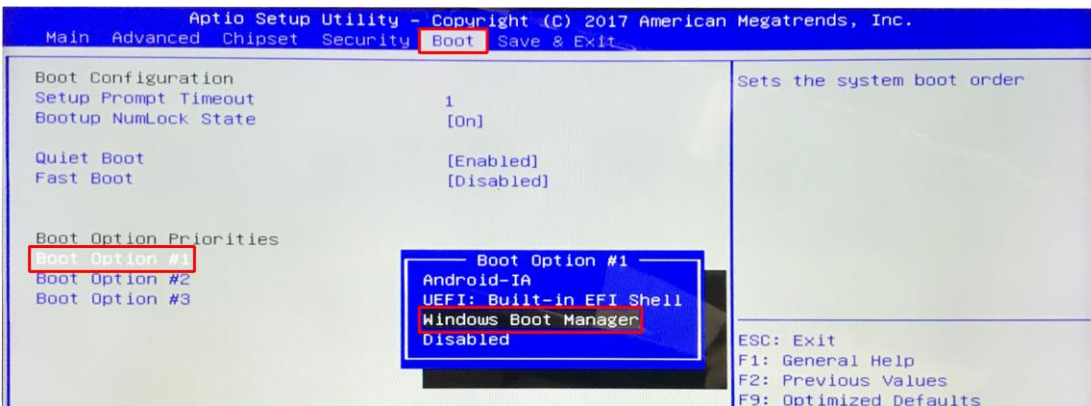 Aptio Setup Utility – Copyright (C) 2017 American Megatrends, Inc.
Main Advanced Chipset Security Boot Save & Exit
Boot Configuration
Setup Prompt Timeout 1
Bootup NumLock State [On]
Quiet Boot [Enabled]
Fast Boot [Disabled]
Boot Option Priorities
Boot Option #1
Boot Option #2
Boot Option #3
Boot Option #1
Android-IA
UEFI: Built-in EFI Shell
Windows Boot Manager
Disabled
Sets the system boot order
ESC: Exit
F1: General Help
F2: Previous Values
F9: Optimized Defaults